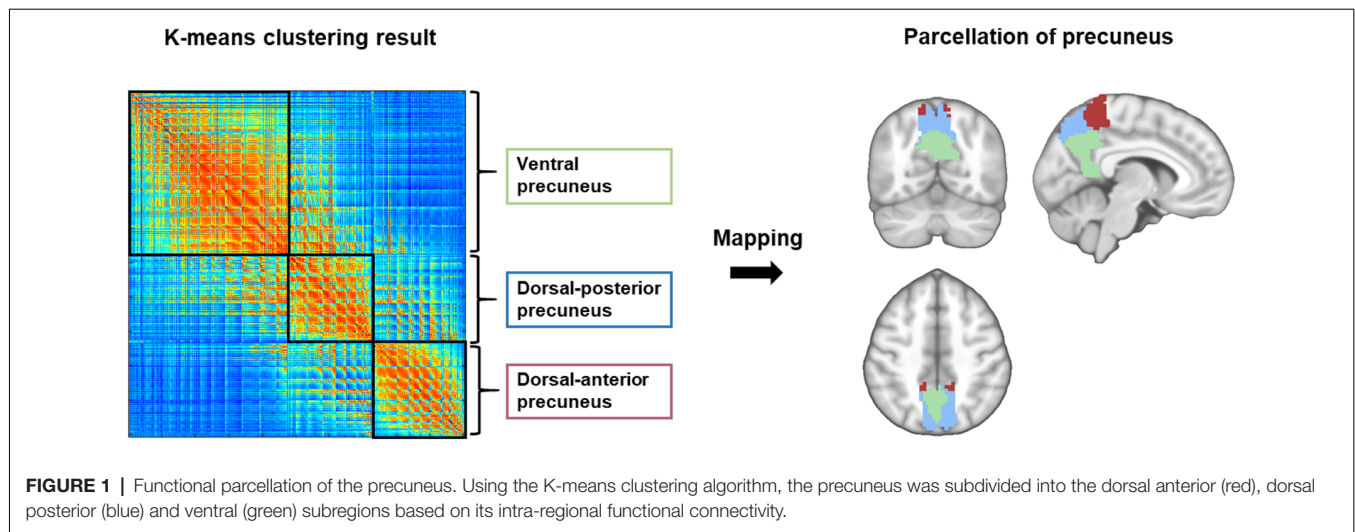 K-means clustering result
Parcellation of precuneus
Ventral
precuneus
Mapping
Dorsal-posterior
precuneus
Dorsal-anterior
precuneus
FIGURE 1 | Functional parcellation of the precuneus. Using the K-means clustering algorithm, the precuneus was subdivided into the dorsal anterior (red), dorsal
posterior (blue) and ventral (green) subregions based on its intra-regional functional connectivity.